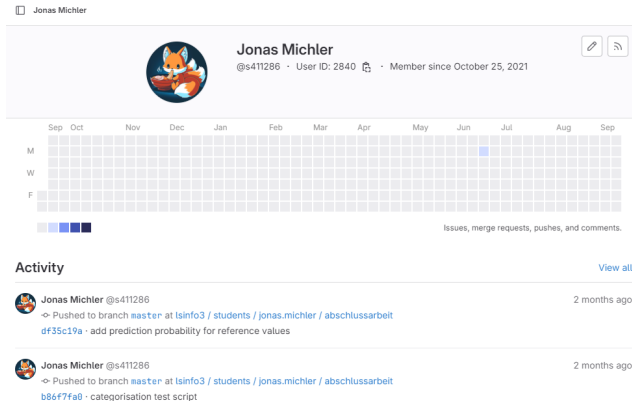 Jonas Michler
Jonas Michler
@s411286 · User ID: 2840 · Member since October 25, 2021
Sep Oct Nov Dec Jan Feb Mar Apr May Jun Jul Aug Sep
M
W
F
Issues, merge requests, pushes, and comments.
Activity View all
Jonas Michler @s411286 2 months ago
Pushed to branch master at lsinfo3 / students / jonas.michler / abschlussarbeit
df35c19a · add prediction probability for reference values
Jonas Michler @s411286 2 months ago
Pushed to branch master at lsinfo3 / students / jonas.michler / abschlussarbeit
b86f7fa0 · categorisation test script